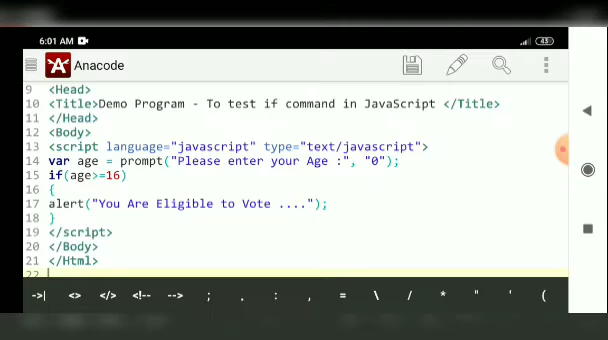 6:01 AM
43
Anacode
9 <Head>
10 <Title>Demo Program - To test if command in JavaScript </Title>
11 </Head>
12 <Body>
13 <script language="javascript" type="text/javascript">
14 var age = prompt("Please enter your Age :", "0");
15 if(age>=16)
16 {
17 alert("You Are Eligible to Vote ....");
18 }
19 </script>
20 </Body>
21 </Html>
22
->| <> </> <!-- --> ; . : , = \ / * " ' (